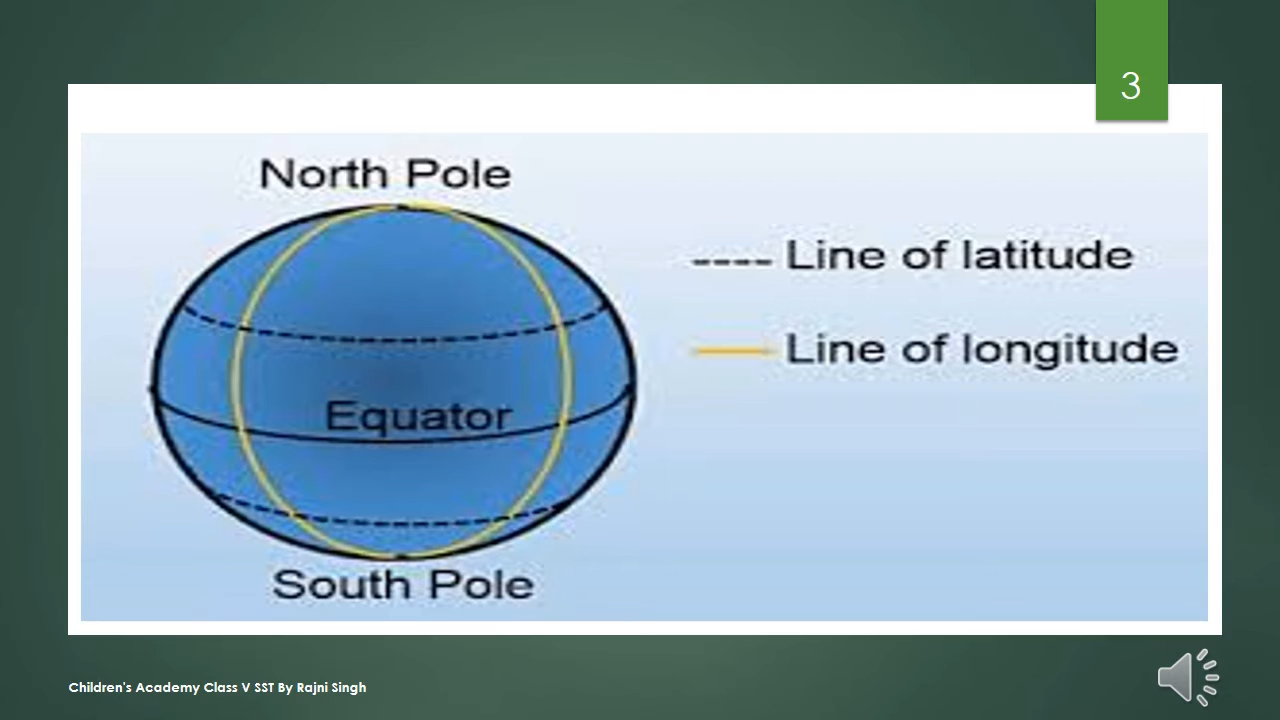 3
North Pole
Line of latitude
Line of longitude
Equator
South Pole
Children's Academy Class V SST By Rajni Singh